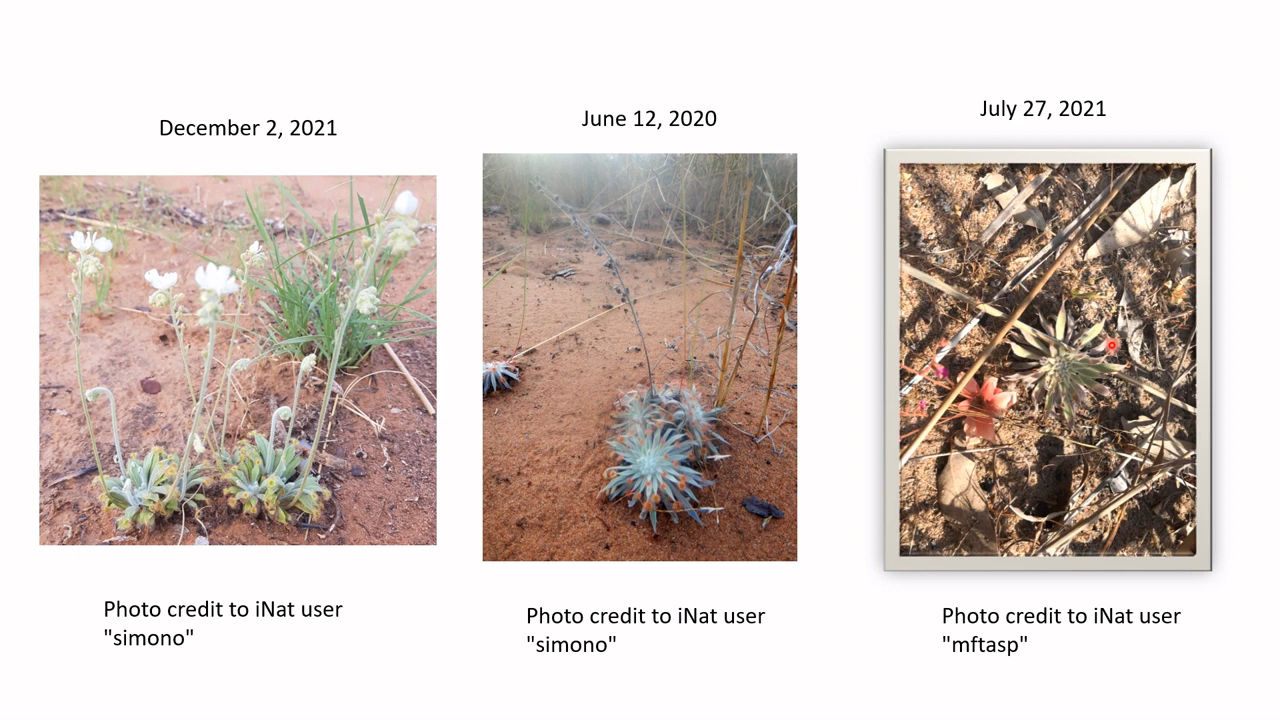 December 2, 2021
June 12, 2020
July 27, 2021
Photo credit to iNat user
"simono"
Photo credit to iNat user
"simono"
Photo credit to iNat user
"mftasp"